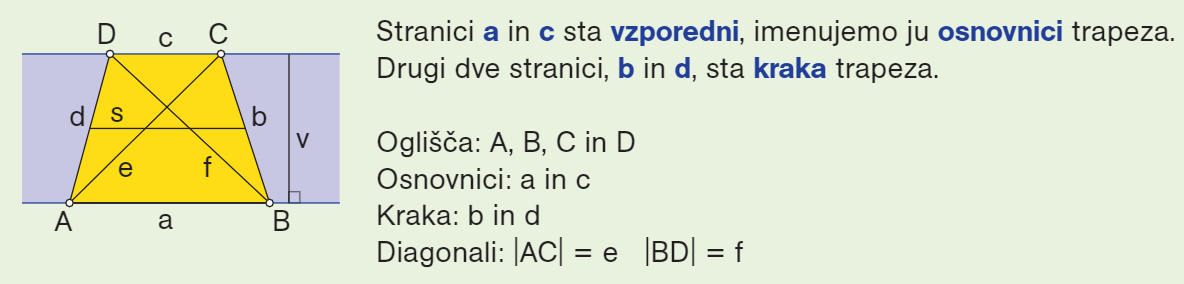 D c C
d s b
v
e f
A a B
Stranici a in c sta vzporedni, imenujemo ju osnovnici trapeza.
Drugi dve stranici, b in d, sta kraka trapeza.
Oglišča: A, B, C in D
Osnovnici: a in c
Kraka: b in d
Diagonali: |AC| = e |BD| = f